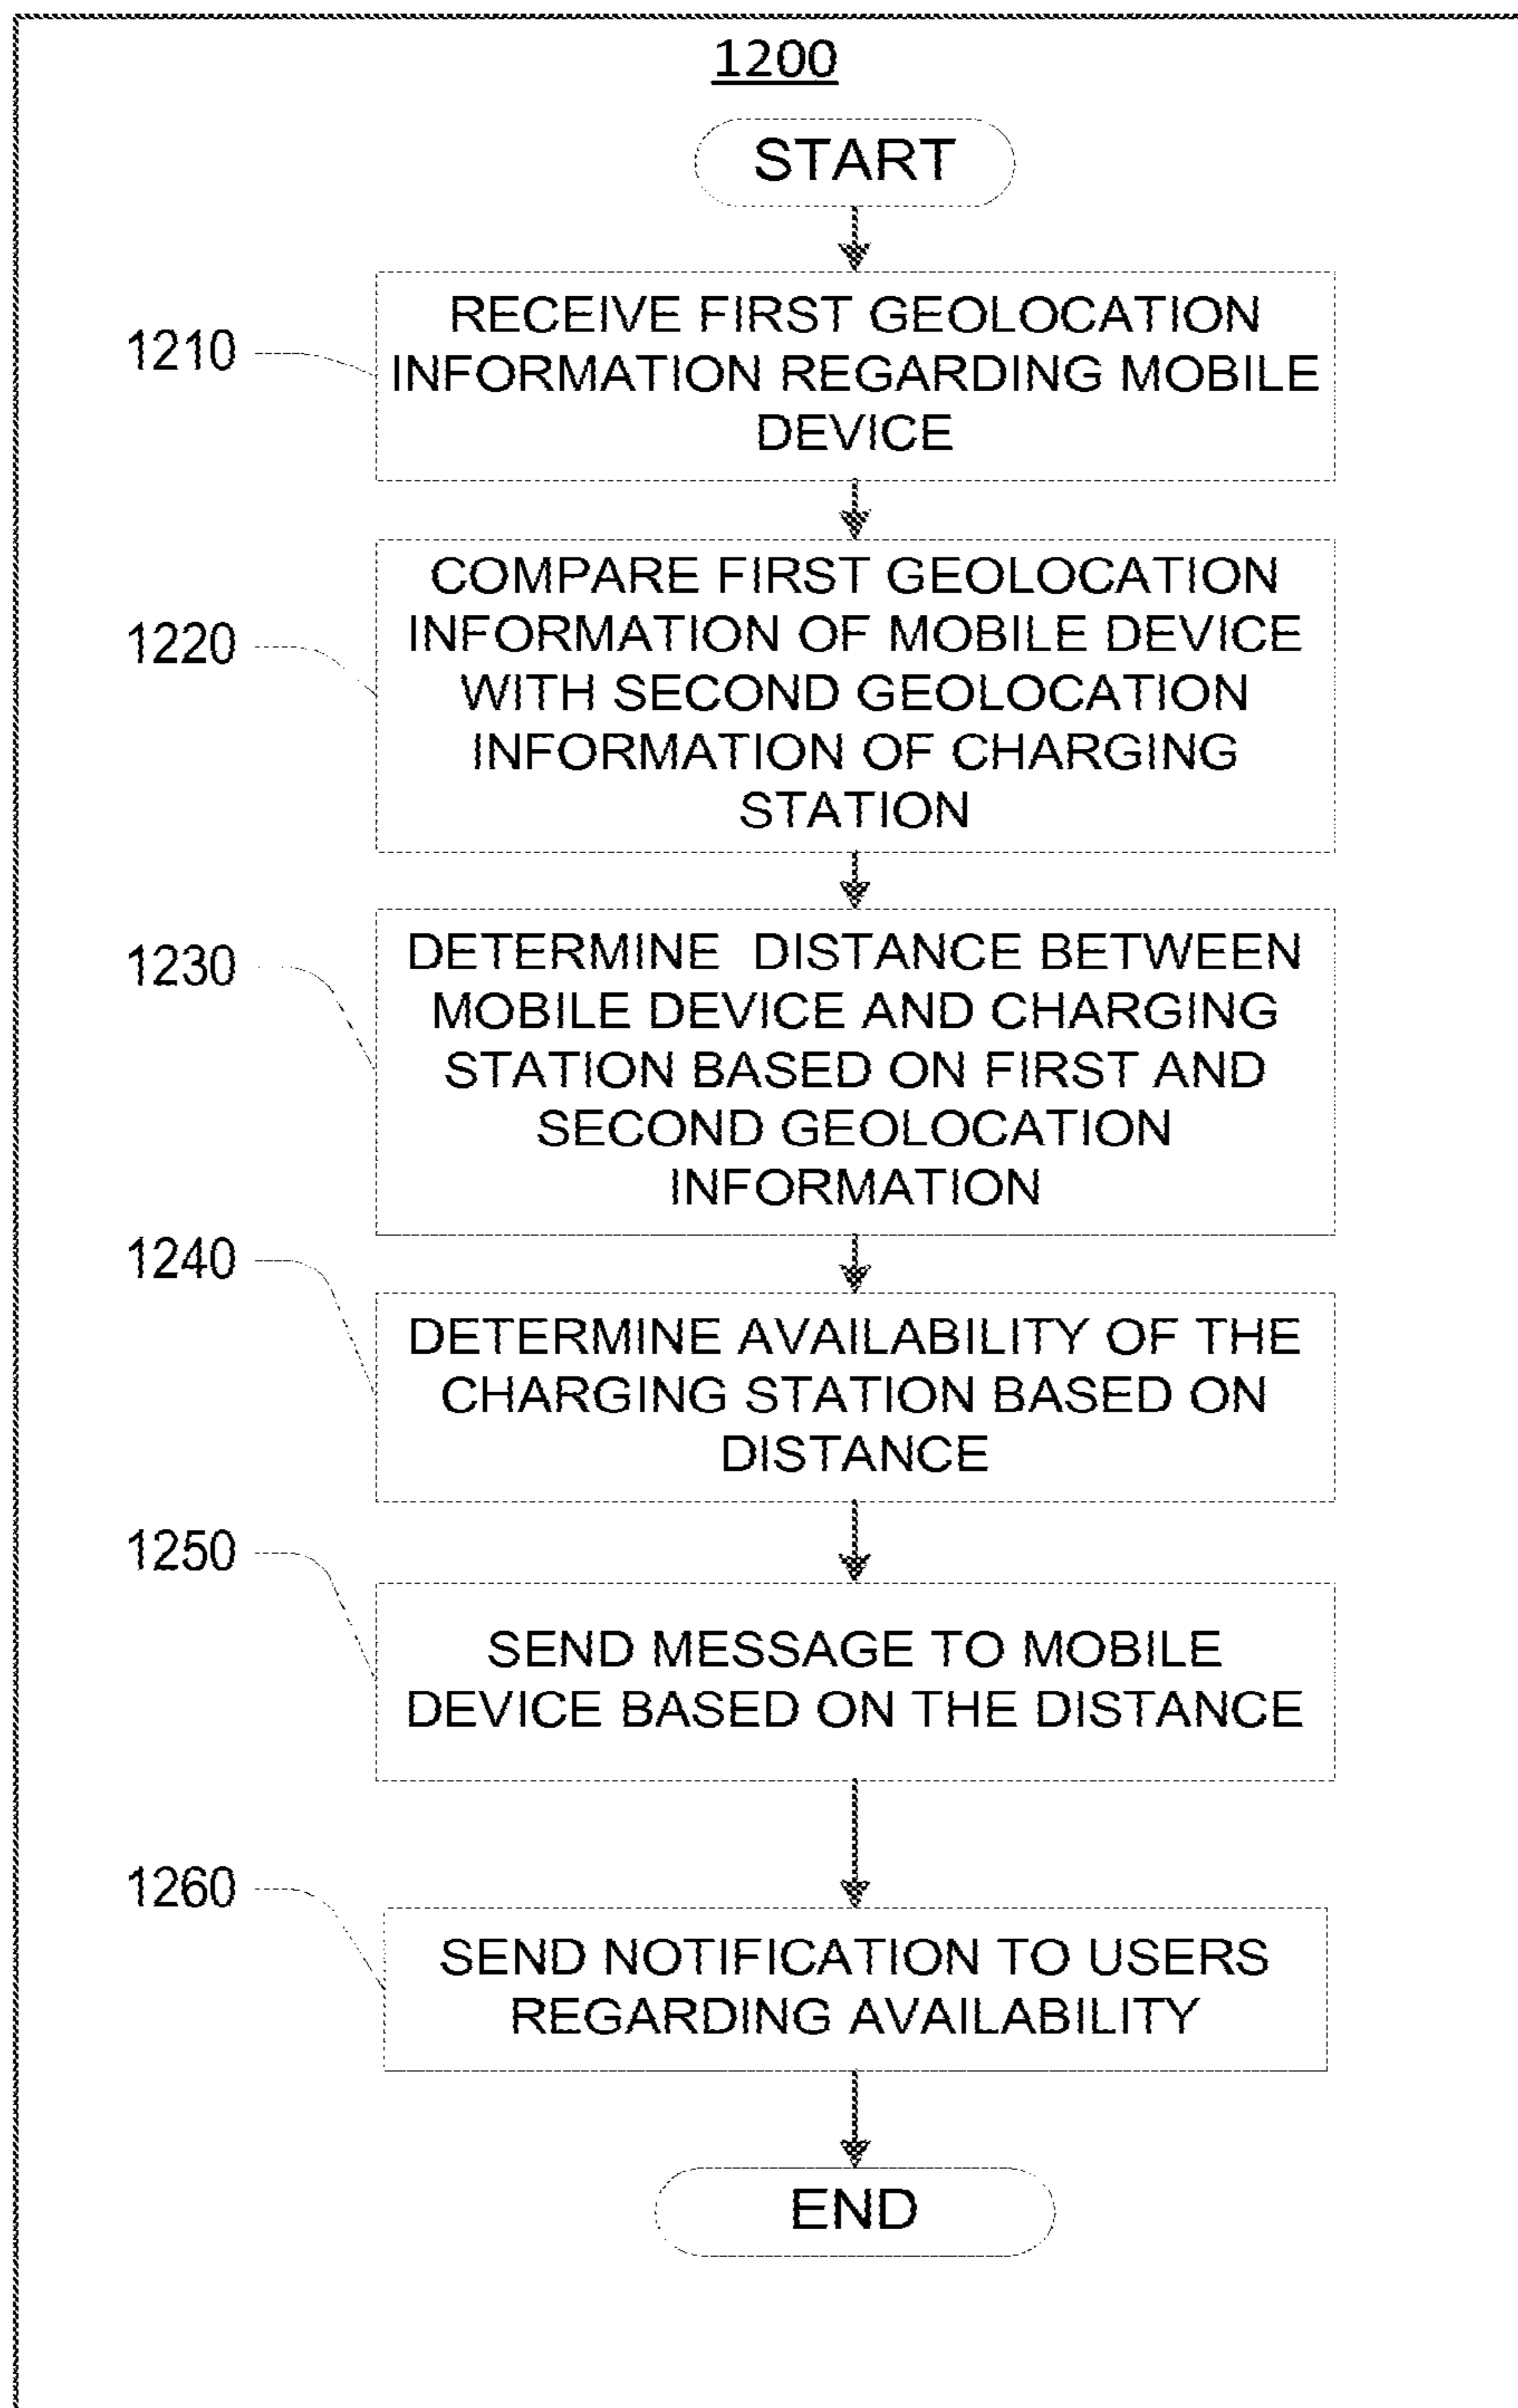 1200
START
1210
RECEIVE FIRST GEOLOCATION
INFORMATION REGARDING MOBILE
DEVICE
1220
COMPARE FIRST GEOLOCATION
INFORMATION OF MOBILE DEVICE
WITH SECOND GEOLOCATION
INFORMATION OF CHARGING
STATION
1230
DETERMINE DISTANCE BETWEEN
MOBILE DEVICE AND CHARGING
STATION BASED ON FIRST AND
SECOND GEOLOCATION
INFORMATION
1240
DETERMINE AVAILABILITY OF THE
CHARGING STATION BASED ON
DISTANCE
1250
SEND MESSAGE TO MOBILE
DEVICE BASED ON THE DISTANCE
1260
SEND NOTIFICATION TO USERS
REGARDING AVAILABILITY
END